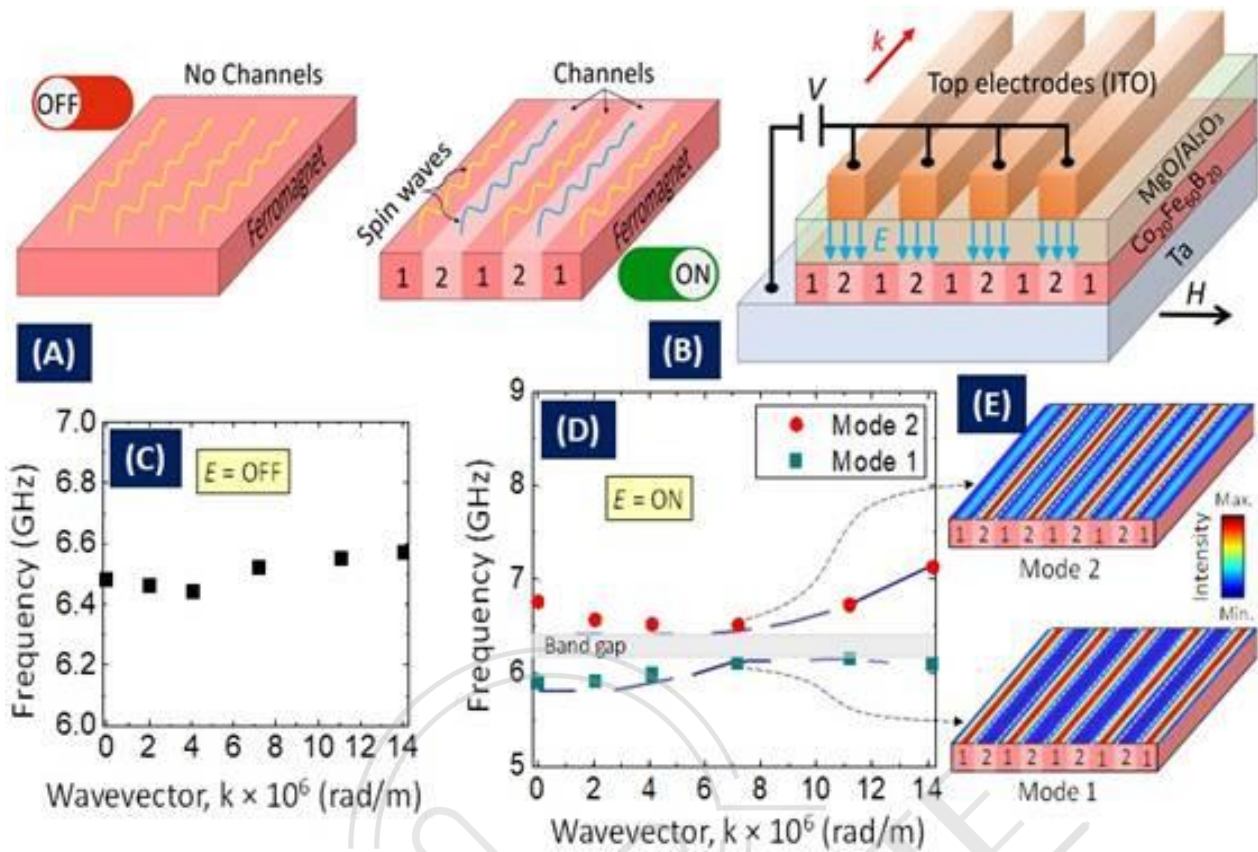 No Channels
OFF
Ferromagnet
Channels
Spin waves
Ferromagnet
1 2 1 2 1
ON
k
Top electrodes (ITO)
V
MgO/Al₂O₃
Co₂₀Fe₆₀B₂₀
Ta
E
1 2 1 2 1 2 1 2 1
H
(A)
(B)
(C)
E = OFF
Frequency (GHz)
7.0
6.8
6.6
6.4
6.2
6.0
0 2 4 6 8 10 12 14
Wavevector, k × 10⁶ (rad/m)
(D)
Mode 2
Mode 1
E = ON
Frequency (GHz)
9
8
7
6
5
Band gap
0 2 4 6 8 10 12 14
Wavevector, k × 10⁶ (rad/m)
(E)
1 2 1 2 1 2 1 2 1
Mode 2
Max.
Intensity
Min.
1 2 1 2 1 2 1 2 1
Mode 1